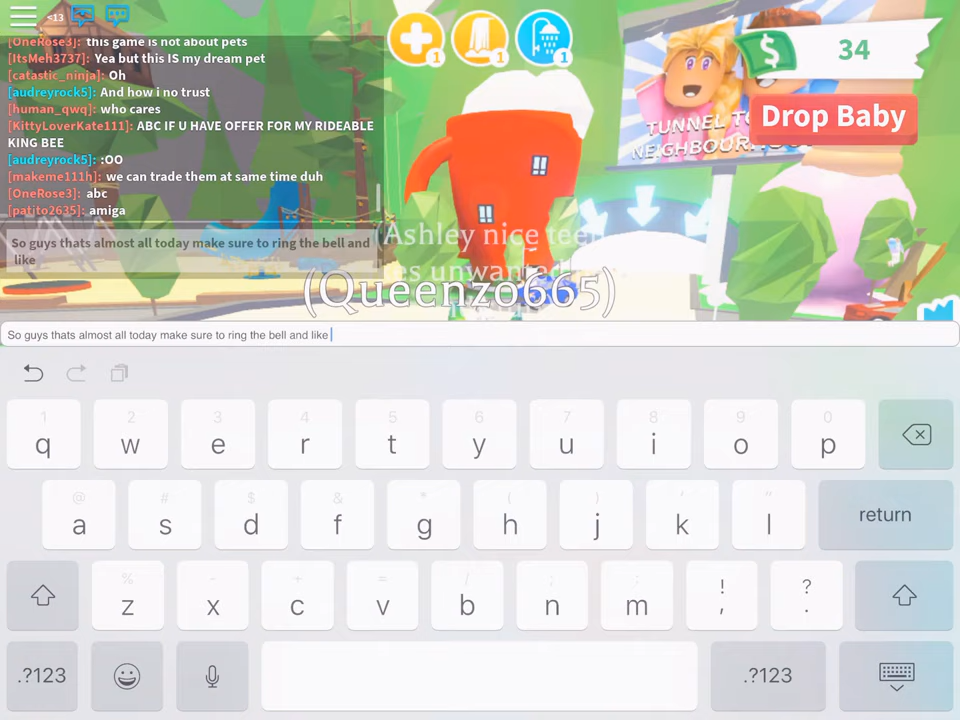 <13
[OneRose3]: this game is not about pets
[ItsMeh3737]: Yea but this IS my dream pet
[catastic_ninja]: Oh
[audreyrock5]: And how i no trust
[human_qwq]: who cares
[KittyLoverKate111]: ABC IF U HAVE OFFER FOR MY RIDEABLE
KING BEE
[audreyrock5]: :OO
[makeme111h]: we can trade them at same time duh
[OneRose3]: abc
[patito2635]: amiga
So guys thats almost all today make sure to ring the bell and
like
1
1
1
$ 34
Drop Baby
TUNNEL
NEIGHBOURHOO
(Ashley nice
unwan
(Queenzo665)
So guys thats almost all today make sure to ring the bell and like
1 2 3 4 5 6 7 8 9 0
q w e r t y u i o p
@ # $ & * ( ) ' "
a s d f g h j k l return
% - + = / ; : ! ?
z x c v b n m , .
.?123 .?123